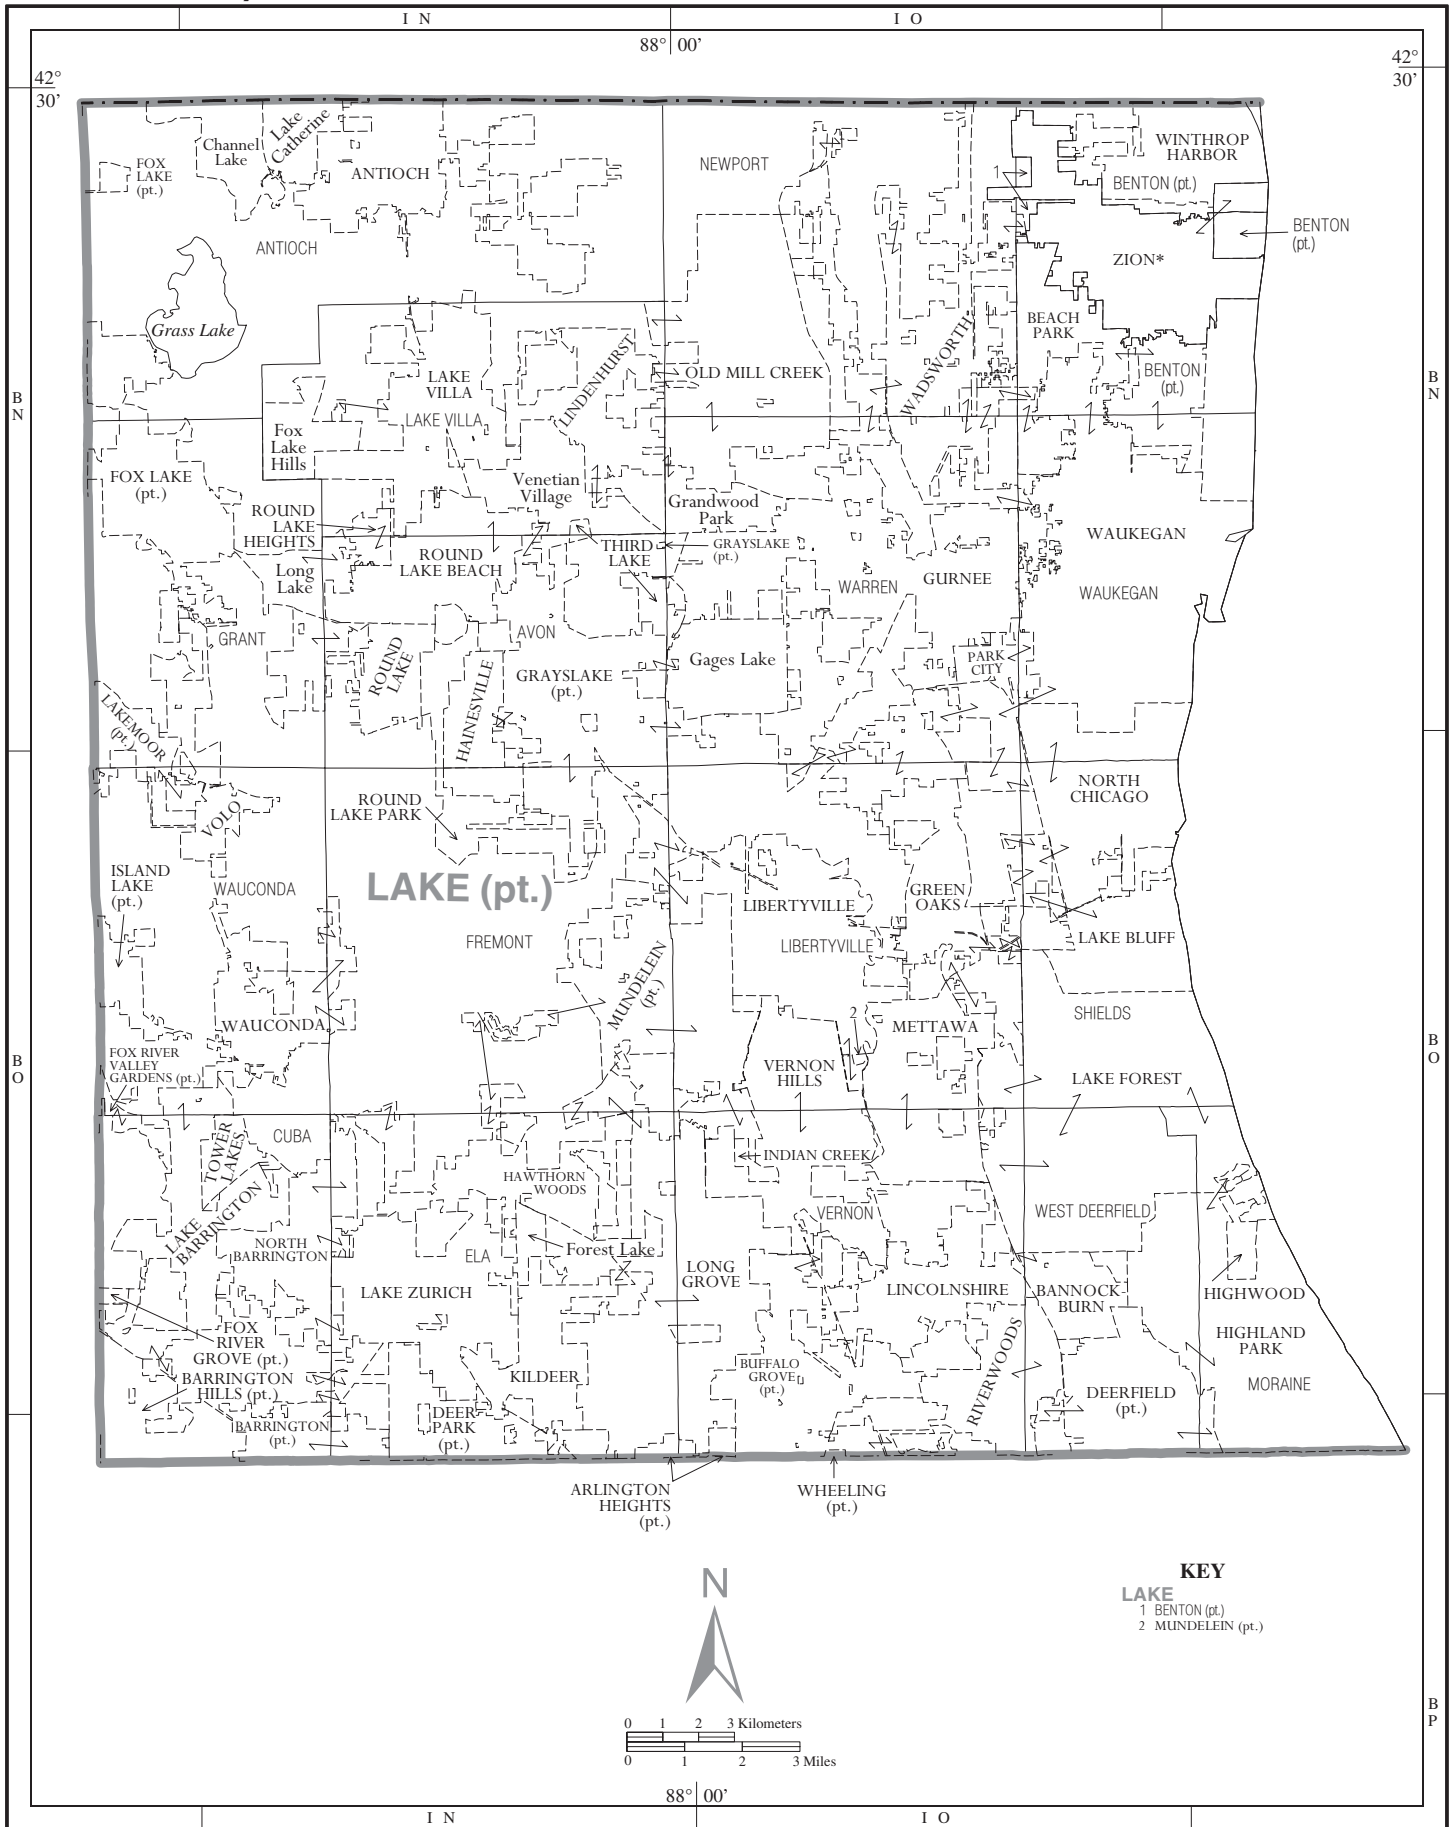 I N
I O
88° 00'
42°
30'
42°
30'
Lake
Catherine
Channel
Lake
FOX
LAKE
(pt.)
ANTIOCH
NEWPORT
WINTHROP
HARBOR
1
BENTON (pt.)
BENTON
(pt.)
ANTIOCH
ZION*
Grass Lake
BEACH
PARK
WADSWORTH
LINDENHURST
OLD MILL CREEK
BENTON
(pt.)
LAKE
VILLA
LAKE VILLA
B
N
B
N
Fox
Lake
Hills
FOX LAKE
(pt.)
Venetian
Village
Grandwood
Park
ROUND
LAKE
HEIGHTS
WAUKEGAN
THIRD
LAKE
GRAYSLAKE
(pt.)
ROUND
LAKE BEACH
Long
Lake
WARREN
GURNEE
WAUKEGAN
GRANT
AVON
ROUND
LAKE
Gages Lake
PARK
CITY
GRAYSLAKE
(pt.)
HAINESVILLE
LAKEMOOR
(pt.)
NORTH
CHICAGO
ROUND
LAKE PARK
VOLO
ISLAND
LAKE
(pt.)
WAUCONDA
LAKE (pt.)
GREEN
OAKS
LIBERTYVILLE
LIBERTYVILLE
FREMONT
LAKE BLUFF
MUNDELEIN
(pt.)
SHIELDS
2
METTAWA
WAUCONDA
B
O
B
O
FOX RIVER
VALLEY
GARDENS (pt.)
VERNON
HILLS
LAKE FOREST
CUBA
TOWER
LAKES
INDIAN CREEK
HAWTHORN
WOODS
LAKE
BARRINGTON
VERNON
WEST DEERFIELD
NORTH
BARRINGTON
ELA
Forest Lake
LONG
GROVE
LAKE ZURICH
LINCOLNSHIRE
BANNOCK-
BURN
HIGHWOOD
FOX
RIVER
GROVE (pt.)
HIGHLAND
PARK
RIVERWOODS
BUFFALO
GROVE
(pt.)
KILDEER
BARRINGTON
HILLS (pt.)
MORAINE
DEERFIELD
(pt.)
DEER
PARK
(pt.)
BARRINGTON
(pt.)
ARLINGTON
HEIGHTS
(pt.)
WHEELING
(pt.)
N
KEY
LAKE
1 BENTON (pt.)
2 MUNDELEIN (pt.)
B
P
0 1 2 3 Kilometers
0 1 2 3 Miles
88° 00'
I N
I O